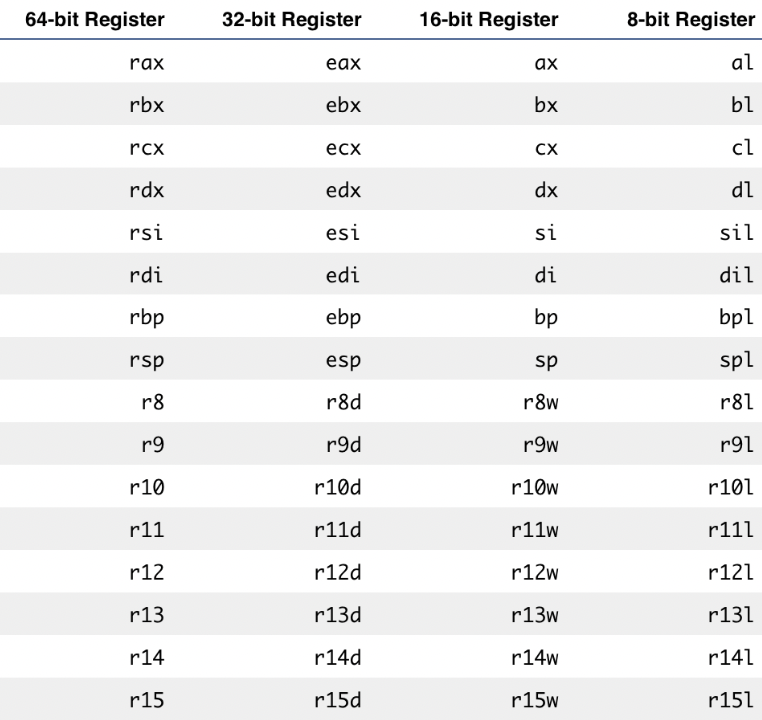 64-bit Register 32-bit Register 16-bit Register 8-bit Register
rax eax ax al
rbx ebx bx bl
rcx ecx cx cl
rdx edx dx dl
rsi esi si sil
rdi edi di dil
rbp ebp bp bpl
rsp esp sp spl
r8 r8d r8w r8l
r9 r9d r9w r9l
r10 r10d r10w r10l
r11 r11d r11w r11l
r12 r12d r12w r12l
r13 r13d r13w r13l
r14 r14d r14w r14l
r15 r15d r15w r15l